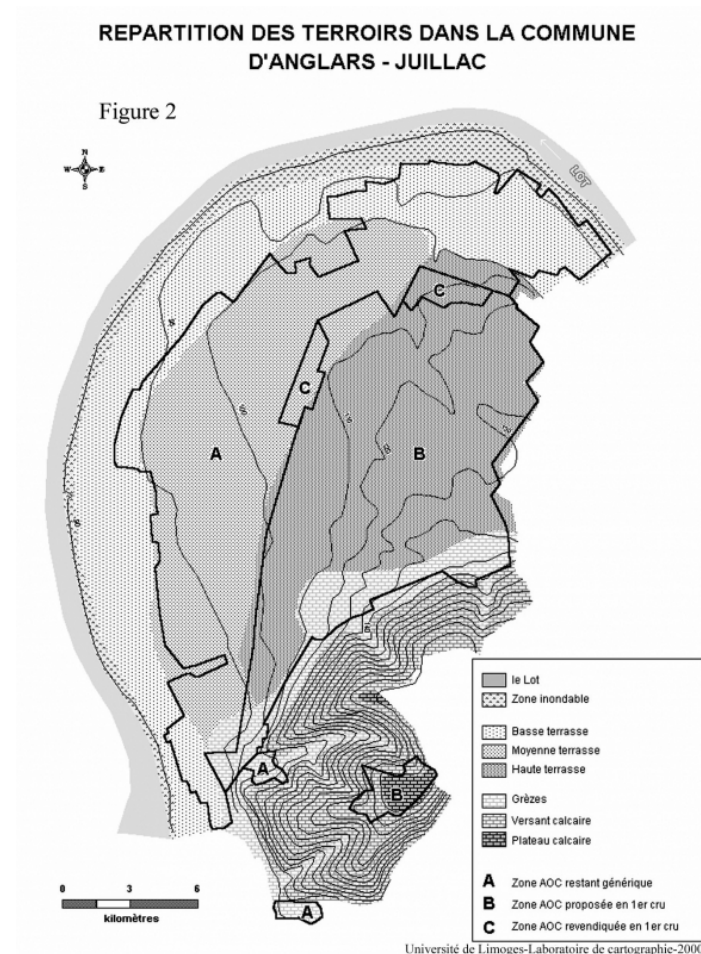 REPARTITION DES TERROIRS DANS LA COMMUNE
D'ANGLARS - JUILLAC
Figure 2
N
W E
S
LOT
C
C
A
B
A
B
A
le Lot
Zone inondable
Basse terrasse
Moyenne terrasse
Haute terrasse
Grèzes
Versant calcaire
Plateau calcaire
A Zone AOC restant générique
B Zone AOC proposée en 1er cru
C Zone AOC revendiquée en 1er cru
0 3 6
kilomètres
Université de Limoges-Laboratoire de cartographie-2000